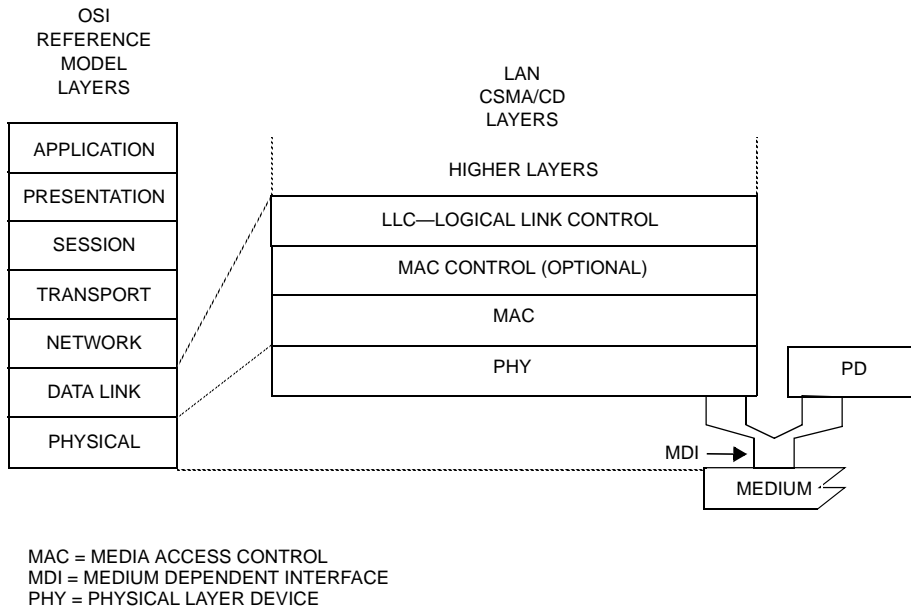 OSI
REFERENCE
MODEL
LAYERS
LAN
CSMA/CD
LAYERS
APPLICATION
PRESENTATION
SESSION
TRANSPORT
NETWORK
DATA LINK
PHYSICAL
HIGHER LAYERS
LLC—LOGICAL LINK CONTROL
MAC CONTROL (OPTIONAL)
MAC
PHY
PD
MDI
MEDIUM
MAC = MEDIA ACCESS CONTROL
MDI = MEDIUM DEPENDENT INTERFACE
PHY = PHYSICAL LAYER DEVICE